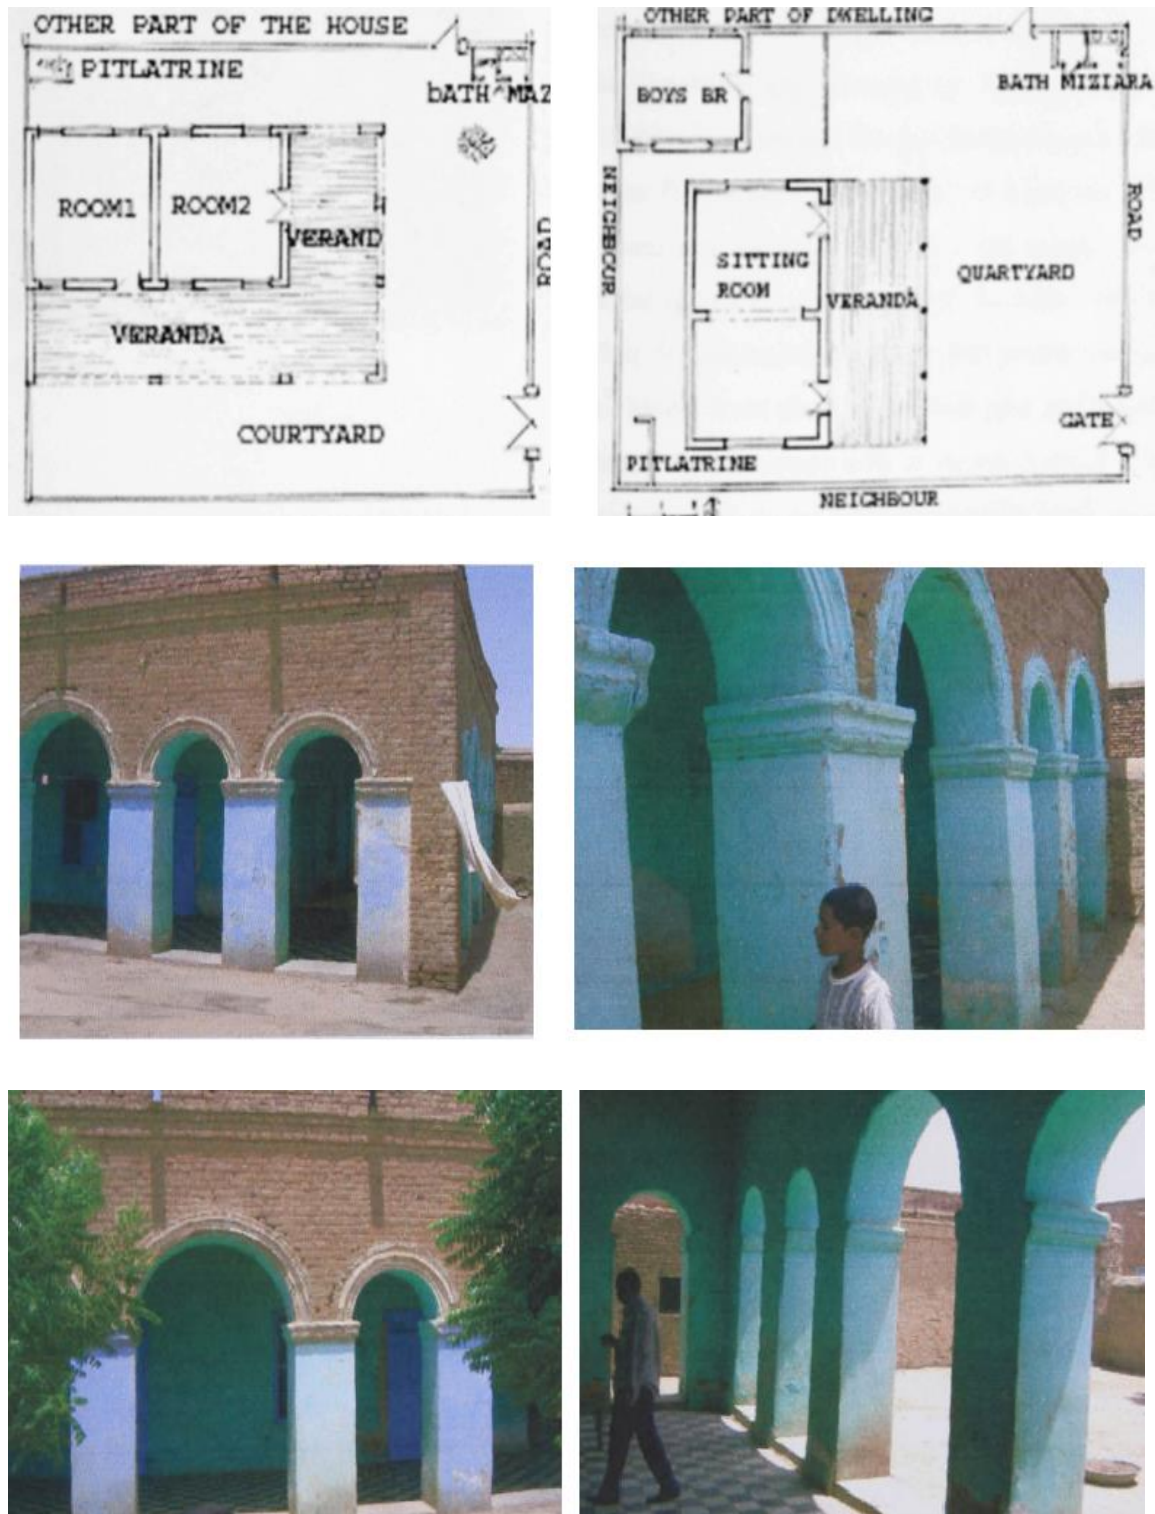 OTHER PART OF THE HOUSE
PITLATRINE
bATH MAZ
ROOM1
ROOM2
VERAND
ROAD
VERANDA
COURTYARD
OTHER PART OF DWELLING
BATH MIZIARA
BOYS BR
NEIGHBOUR
ROAD
SITTING
ROOM
QUARTYARD
VERANDA
GATE
PITLATRINE
NEIGHBOUR